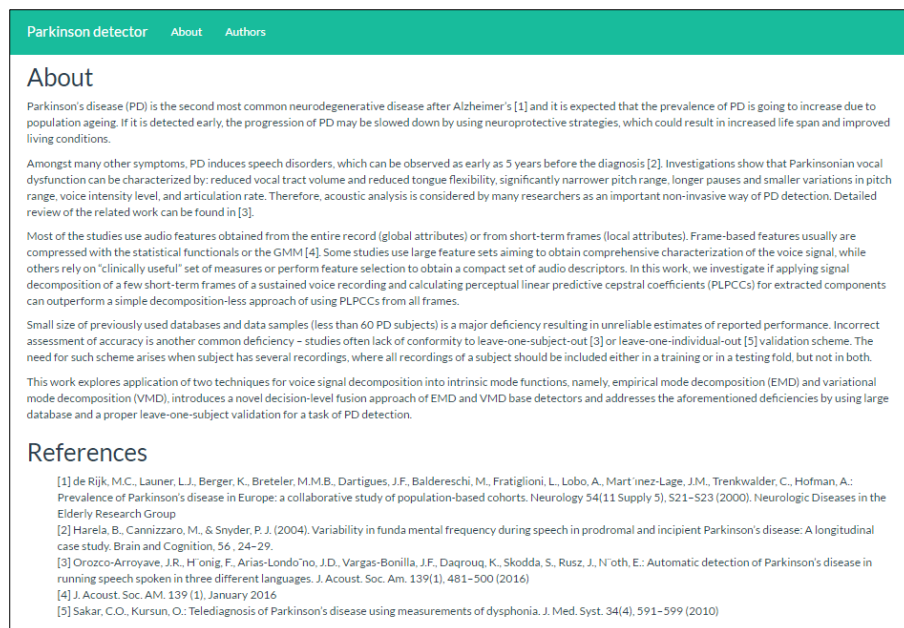 Parkinson detector About Authors
About
Parkinson's disease (PD) is the second most common neurodegenerative disease after Alzheimer's [1] and it is expected that the prevalence of PD is going to increase due to
population ageing. If it is detected early, the progression of PD may be slowed down by using neuroprotective strategies, which could result in increased life span and improved
living conditions.
Amongst many other symptoms, PD induces speech disorders, which can be observed as early as 5 years before the diagnosis [2]. Investigations show that Parkinsonian vocal
dysfunction can be characterized by: reduced vocal tract volume and reduced tongue flexibility, significantly narrower pitch range, longer pauses and smaller variations in pitch
range, voice intensity level, and articulation rate. Therefore, acoustic analysis is considered by many researchers as an important non-invasive way of PD detection. Detailed
review of the related work can be found in [3].
Most of the studies use audio features obtained from the entire record (global attributes) or from short-term frames (local attributes). Frame-based features usually are
compressed with the statistical functionals or the GMM [4]. Some studies use large feature sets aiming to obtain comprehensive characterization of the voice signal, while
others rely on "clinically useful" set of measures or perform feature selection to obtain a compact set of audio descriptors. In this work, we investigate if applying signal
decomposition of a few short-term frames of a sustained voice recording and calculating perceptual linear predictive cepstral coefficients (PLPCCs) for extracted components
can outperform a simple decomposition-less approach of using PLPCCs from all frames.
Small size of previously used databases and data samples (less than 60 PD subjects) is a major deficiency resulting in unreliable estimates of reported performance. Incorrect
assessment of accuracy is another common deficiency – studies often lack of conformity to leave-one-subject-out [3] or leave-one-individual-out [5] validation scheme. The
need for such scheme arises when subject has several recordings, where all recordings of a subject should be included either in a training or in a testing fold, but not in both.
This work explores application of two techniques for voice signal decomposition into intrinsic mode functions, namely, empirical mode decomposition (EMD) and variational
mode decomposition (VMD), introduces a novel decision-level fusion approach of EMD and VMD base detectors and addresses the aforementioned deficiencies by using large
database and a proper leave-one-subject validation for a task of PD detection.
References
[1] de Rijk, M.C., Launer, L.J., Berger, K., Breteler, M.M.B., Dartigues, J.F., Baldereschi, M., Fratiglioni, L., Lobo, A., Mart´ınez-Lage, J.M., Trenkwalder, C., Hofman, A.:
Prevalence of Parkinson's disease in Europe: a collaborative study of population-based cohorts. Neurology 54(11 Supply 5), S21–S23 (2000). Neurologic Diseases in the
Elderly Research Group
[2] Harela, B., Cannizzaro, M., & Snyder, P. J. (2004). Variability in funda mental frequency during speech in prodromal and incipient Parkinson's disease: A longitudinal
case study. Brain and Cognition, 56 , 24–29.
[3] Orozco-Arroyave, J.R., H¨onig, F., Arias-Londo˜no, J.D., Vargas-Bonilla, J.F., Daqrouq, K., Skodda, S., Rusz, J., N¨oth, E.: Automatic detection of Parkinson's disease in
running speech spoken in three different languages. J. Acoust. Soc. Am. 139(1), 481–500 (2016)
[4] J. Acoust. Soc. AM. 139 (1), January 2016
[5] Sakar, C.O., Kursun, O.: Telediagnosis of Parkinson's disease using measurements of dysphonia. J. Med. Syst. 34(4), 591–599 (2010)